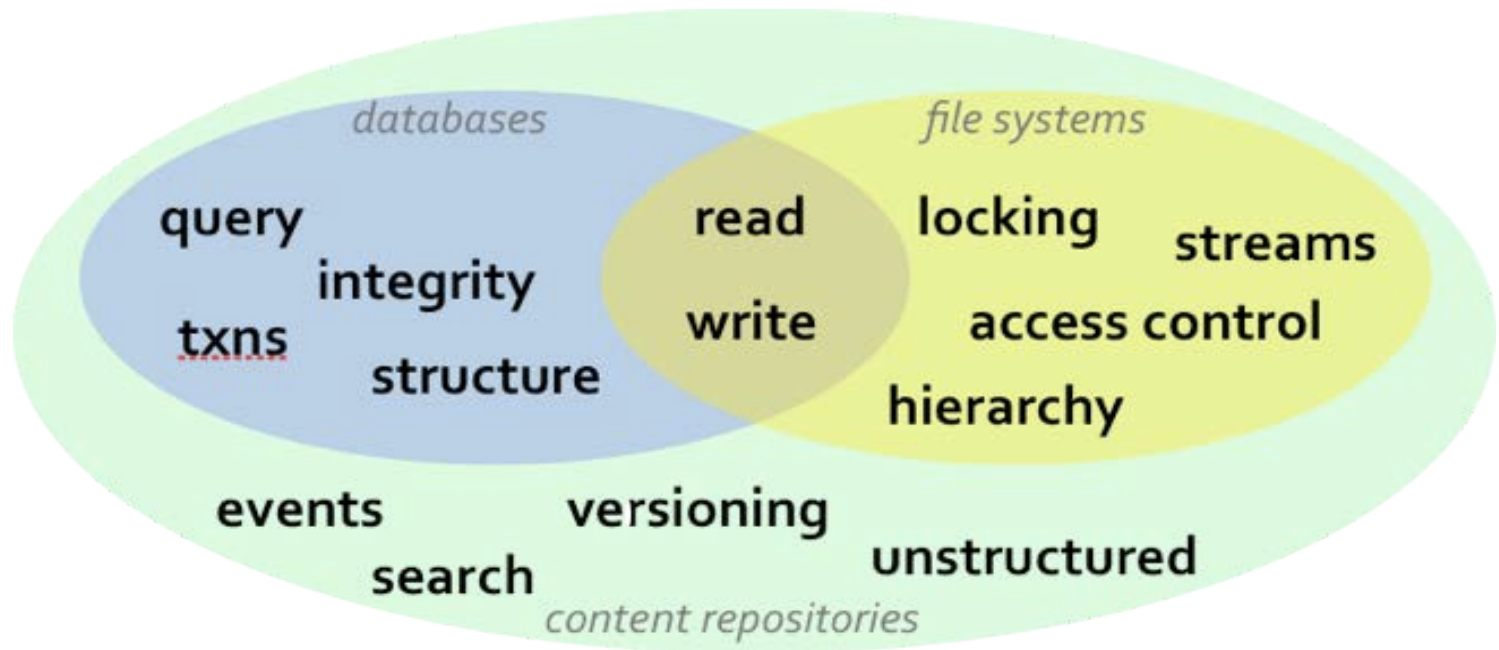 databases
file systems
query
read
locking
streams
integrity
txns
write
access control
structure
hierarchy
events
versioning
search
unstructured
content repositories